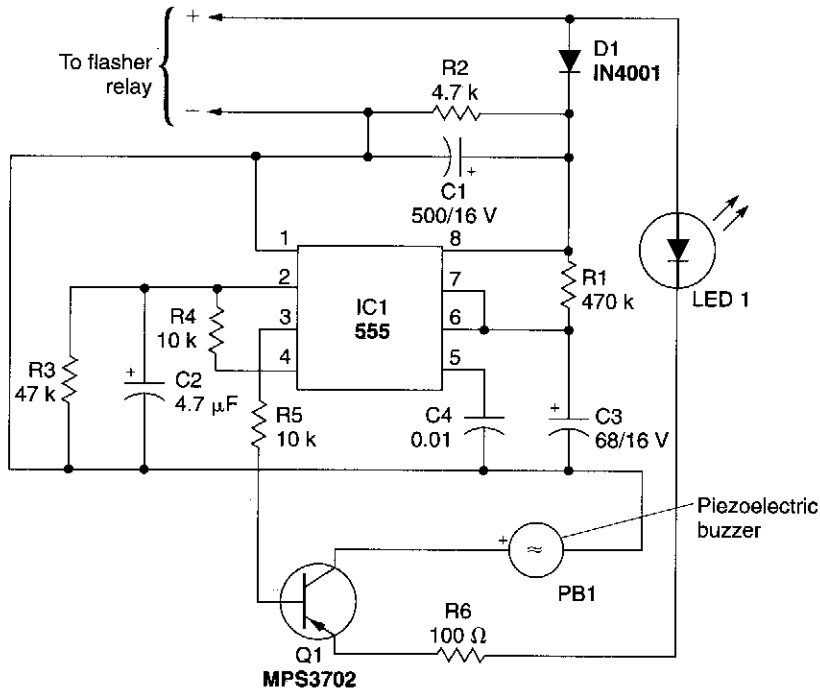 +
To flasher
relay
−
D1
IN4001
R2
4.7 k
C1
+
500/16 V
1
8
2
7
3
6
4
5
IC1
555
R1
470 k
LED 1
R4
10 k
R3
47 k
+
C2
4.7 µF
R5
10 k
C4
0.01
+
C3
68/16 V
Piezoelectric
buzzer
+
≈
PB1
R6
100 Ω
Q1
MPS3702